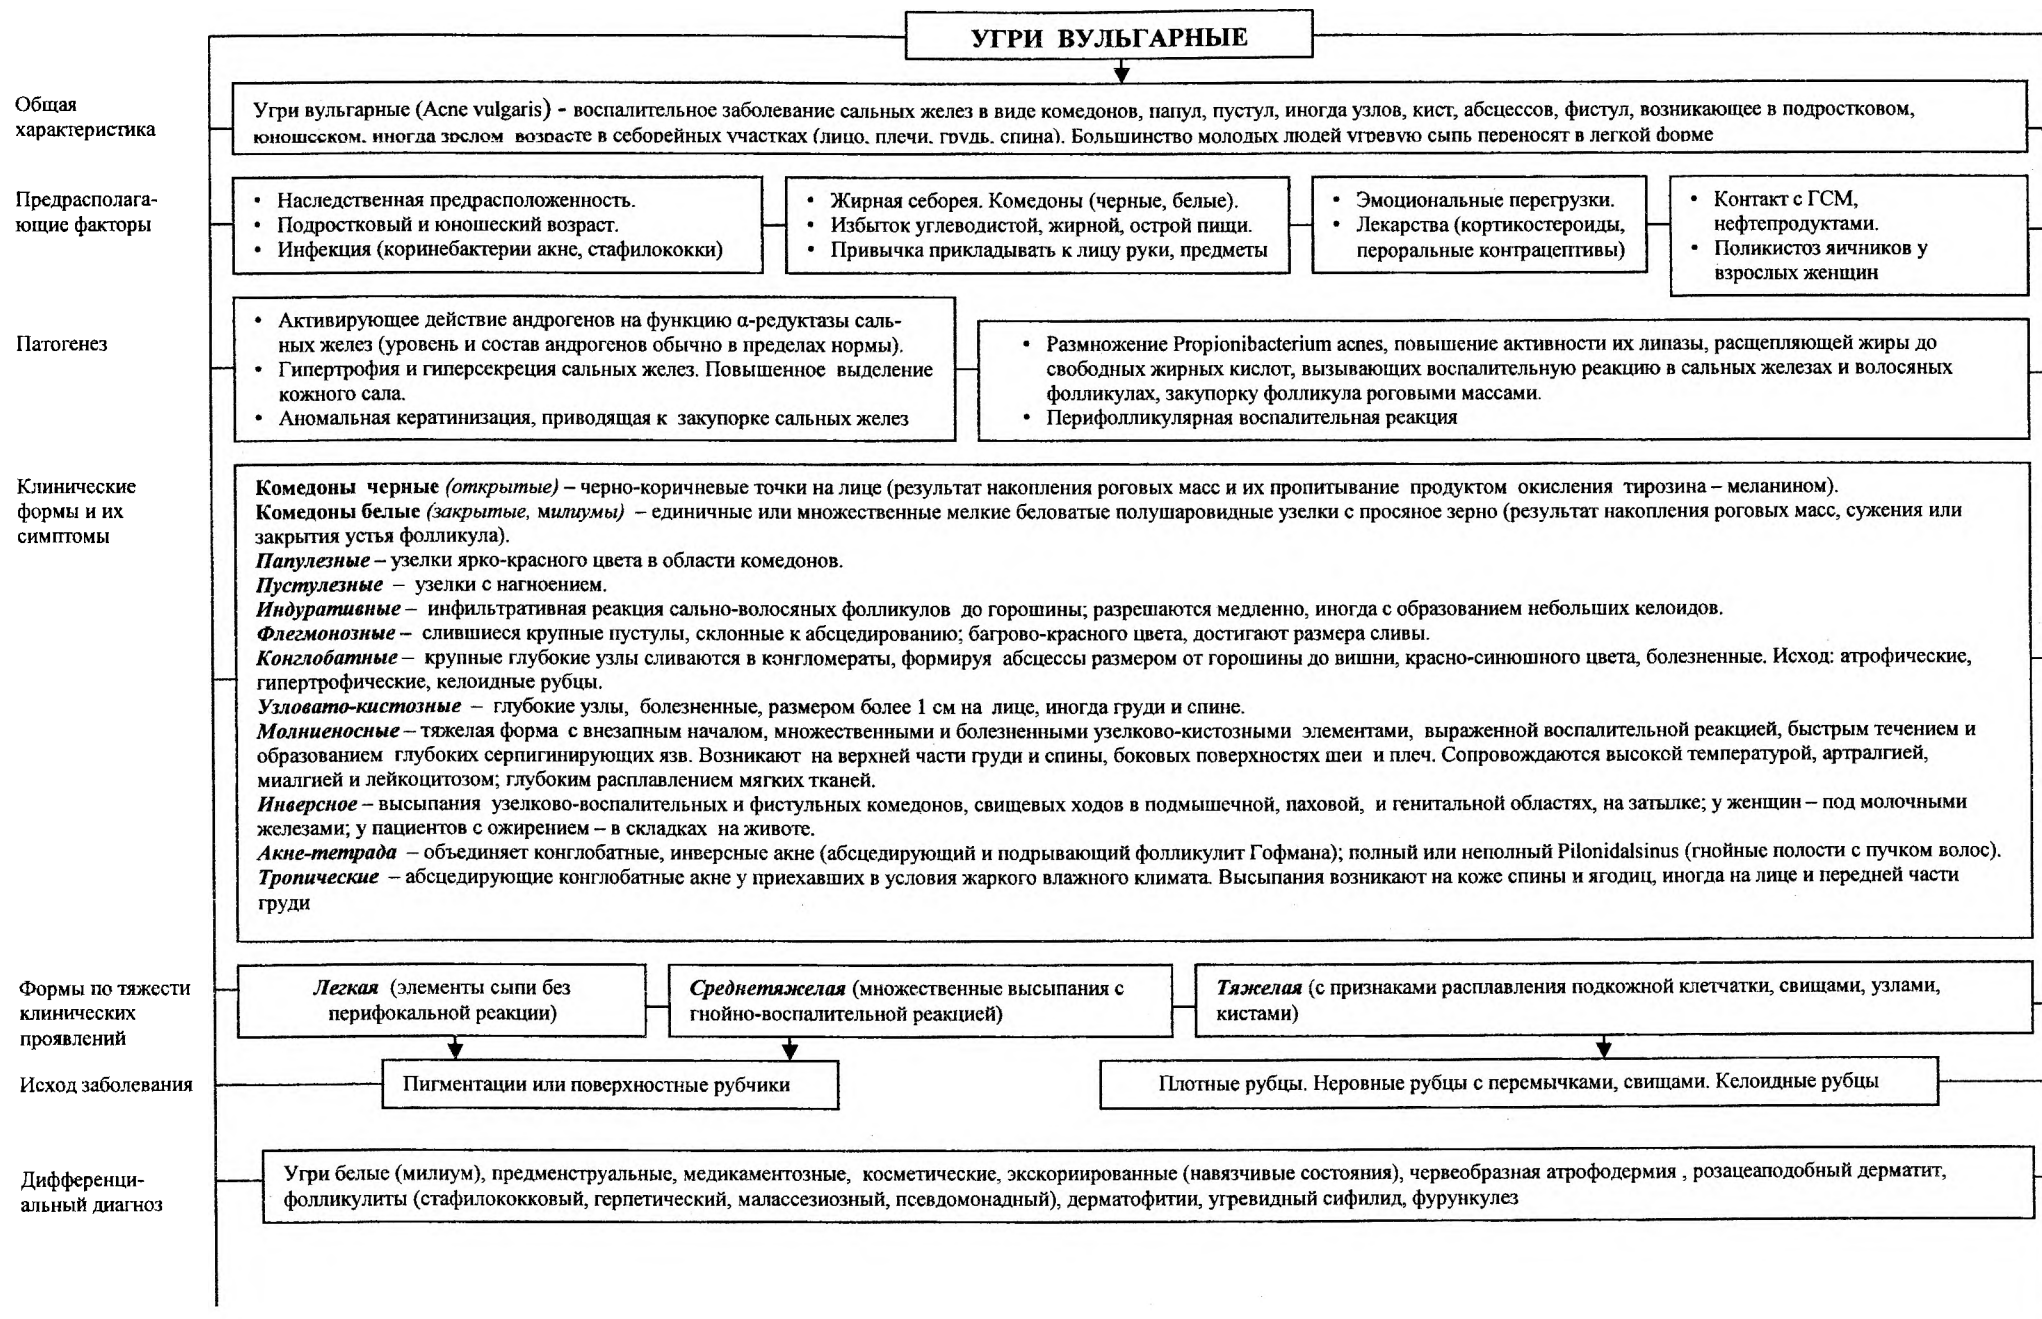 УГРИ ВУЛЬГАРНЫЕ
Общая
характеристика
Угри вульгарные (Acne vulgaris) - воспалительное заболевание сальных желез в виде комедонов, папул, пустул, иногда узлов, кист, абсцессов, фистул, возникающее в подростковом,
юношеском, иногда зрелом возрасте в себорейных участках (лицо, плечи, грудь, спина). Большинство молодых людей угревую сыпь переносят в легкой форме
Предрасполага-
ющие факторы
• Наследственная предрасположенность.
• Подростковый и юношеский возраст.
• Инфекция (коринебактерии акне, стафилококки)
• Жирная себорея. Комедоны (черные, белые).
• Избыток углеводистой, жирной, острой пищи.
• Привычка прикладывать к лицу руки, предметы
• Эмоциональные перегрузки.
• Лекарства (кортикостероиды,
пероральные контрацептивы)
• Контакт с ГСМ,
нефтепродуктами.
• Поликистоз яичников у
взрослых женщин
Патогенез
• Активирующее действие андрогенов на функцию α-редуктазы саль-
ных желез (уровень и состав андрогенов обычно в пределах нормы).
• Гипертрофия и гиперсекреция сальных желез. Повышенное выделение
кожного сала.
• Аномальная кератинизация, приводящая к закупорке сальных желез
• Размножение Propionibacterium acnes, повышение активности их липазы, расщепляющей жиры до
свободных жирных кислот, вызывающих воспалительную реакцию в сальных железах и волосяных
фолликулах, закупорку фолликула роговыми массами.
• Перифолликулярная воспалительная реакция
Клинические
формы и их
симптомы
Комедоны черные (открытые) – черно-коричневые точки на лице (результат накопления роговых масс и их пропитывание продуктом окисления тирозина – меланином).
Комедоны белые (закрытые, милиумы) – единичные или множественные мелкие беловатые полушаровидные узелки с просяное зерно (результат накопления роговых масс, сужения или
закрытия устья фолликула).
Папулезные – узелки ярко-красного цвета в области комедонов.
Пустулезные – узелки с нагноением.
Индуративные – инфильтративная реакция сально-волосяных фолликулов до горошины; разрешаются медленно, иногда с образованием небольших келоидов.
Флегмонозные – слившиеся крупные пустулы, склонные к абсцедированию; багрово-красного цвета, достигают размера сливы.
Конглобатные – крупные глубокие узлы сливаются в конгломераты, формируя абсцессы размером от горошины до вишни, красно-синюшного цвета, болезненные. Исход: атрофические,
гипертрофические, келоидные рубцы.
Узловато-кистозные – глубокие узлы, болезненные, размером более 1 см на лице, иногда груди и спине.
Молниеносные – тяжелая форма с внезапным началом, множественными и болезненными узелково-кистозными элементами, выраженной воспалительной реакцией, быстрым течением и
образованием глубоких серпигинирующих язв. Возникают на верхней части груди и спины, боковых поверхностях шеи и плеч. Сопровождаются высокой температурой, артралгией,
миалгией и лейкоцитозом; глубоким расплавлением мягких тканей.
Инверсное – высыпания узелково-воспалительных и фистульных комедонов, свищевых ходов в подмышечной, паховой, и генитальной областях, на затылке; у женщин – под молочными
железами; у пациентов с ожирением – в складках на животе.
Акне-тетрада – объединяет конглобатные, инверсные акне (абсцедирующий и подрывающий фолликулит Гофмана); полный или неполный Pilonidalsinus (гнойные полости с пучком волос).
Тропические – абсцедирующие конглобатные акне у приехавших в условия жаркого влажного климата. Высыпания возникают на коже спины и ягодиц, иногда на лице и передней части
груди
Формы по тяжести
клинических
проявлений
Легкая (элементы сыпи без
перифокальной реакции)
Среднетяжелая (множественные высыпания с
гнойно-воспалительной реакцией)
Тяжелая (с признаками расплавления подкожной клетчатки, свищами, узлами,
кистами)
Исход заболевания
Пигментации или поверхностные рубчики
Плотные рубцы. Неровные рубцы с перемычками, свищами. Келоидные рубцы
Дифференци-
альный диагноз
Угри белые (милиум), предменструальные, медикаментозные, косметические, экскориированные (навязчивые состояния), червеобразная атрофодермия , розацеаподобный дерматит,
фолликулиты (стафилококковый, герпетический, малассезиозный, псевдомонадный), дерматофитии, угревидный сифилид, фурункулез